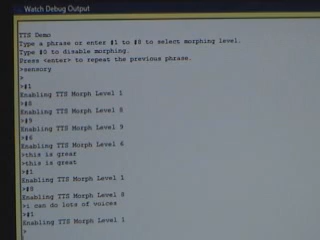 Watch Debug Output
TTS Demo
Type a phrase or enter #1 to #8 to select morphing level.
Type #0 to disable morphing.
Press <enter> to repeat the previous phrase.
>sensory
>
>#1
Enabling TTS Morph Level 1
>#8
Enabling TTS Morph Level 8
>#9
Enabling TTS Morph Level 9
>#6
Enabling TTS Morph Level 6
>this is grear
>this is great
>#1
Enabling TTS Morph Level 1
>#8
Enabling TTS Morph Level 8
>i can do lots of voices
>#1
Enabling TTS Morph Level 1
>